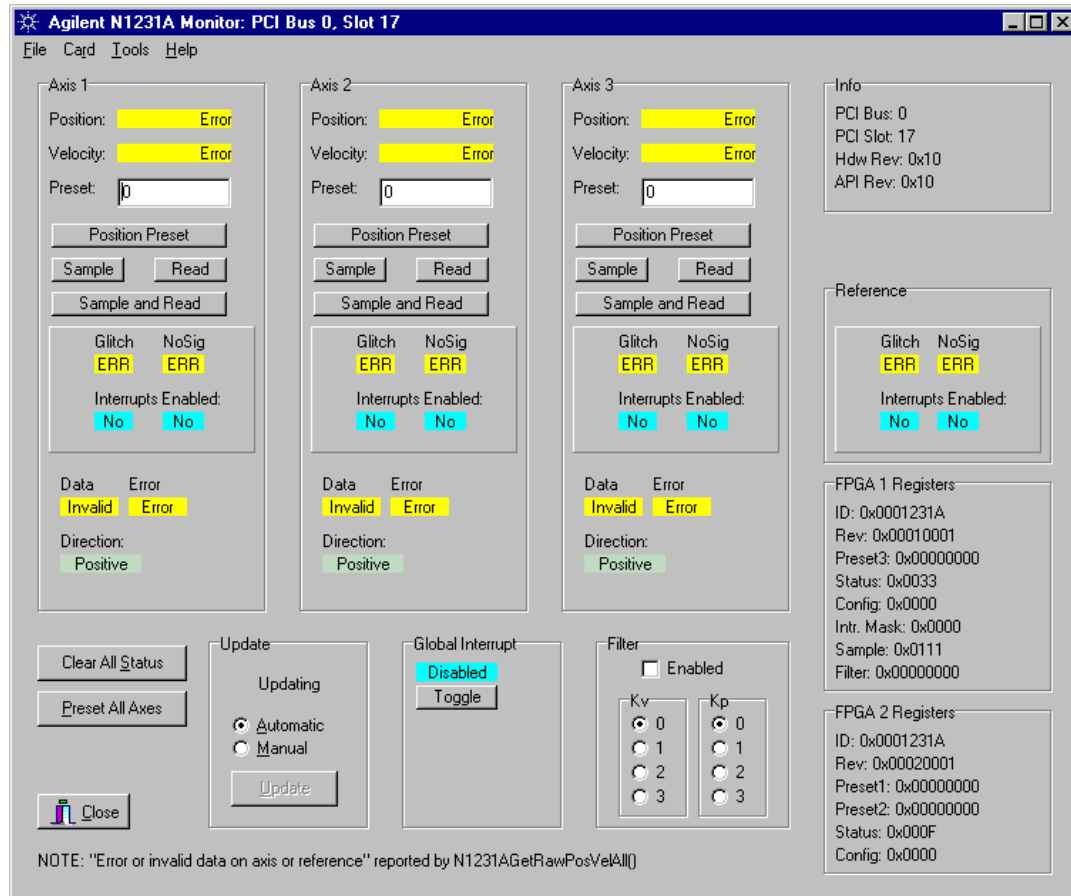 Agilent N1231A Monitor: PCI Bus 0, Slot 17
File Card Tools Help
Axis 1
Position: Error
Velocity: Error
Preset: 0
Position Preset
Sample Read
Sample and Read
Glitch NoSig
ERR ERR
Interrupts Enabled:
No No
Data Error
Invalid Error
Direction:
Positive
Axis 2
Position: Error
Velocity: Error
Preset: 0
Position Preset
Sample Read
Sample and Read
Glitch NoSig
ERR ERR
Interrupts Enabled:
No No
Data Error
Invalid Error
Direction:
Positive
Axis 3
Position: Error
Velocity: Error
Preset: 0
Position Preset
Sample Read
Sample and Read
Glitch NoSig
ERR ERR
Interrupts Enabled:
No No
Data Error
Invalid Error
Direction:
Positive
Info
PCI Bus: 0
PCI Slot: 17
Hdw Rev: 0x10
API Rev: 0x10
Reference
Glitch NoSig
ERR ERR
Interrupts Enabled:
No No
FPGA 1 Registers
ID: 0x0001231A
Rev: 0x00010001
Preset3: 0x00000000
Status: 0x0033
Config: 0x0000
Intr. Mask: 0x0000
Sample: 0x0111
Filter: 0x00000000
FPGA 2 Registers
ID: 0x0001231A
Rev: 0x00020001
Preset1: 0x00000000
Preset2: 0x00000000
Status: 0x000F
Config: 0x0000
Clear All Status
Preset All Axes
Close
Update
Updating
Automatic
Manual
Update
Global Interrupt
Disabled
Toggle
Filter
Enabled
Kv
0
1
2
3
Kp
0
1
2
3
NOTE: "Error or invalid data on axis or reference" reported by N1231AGetRawPosVelAll()